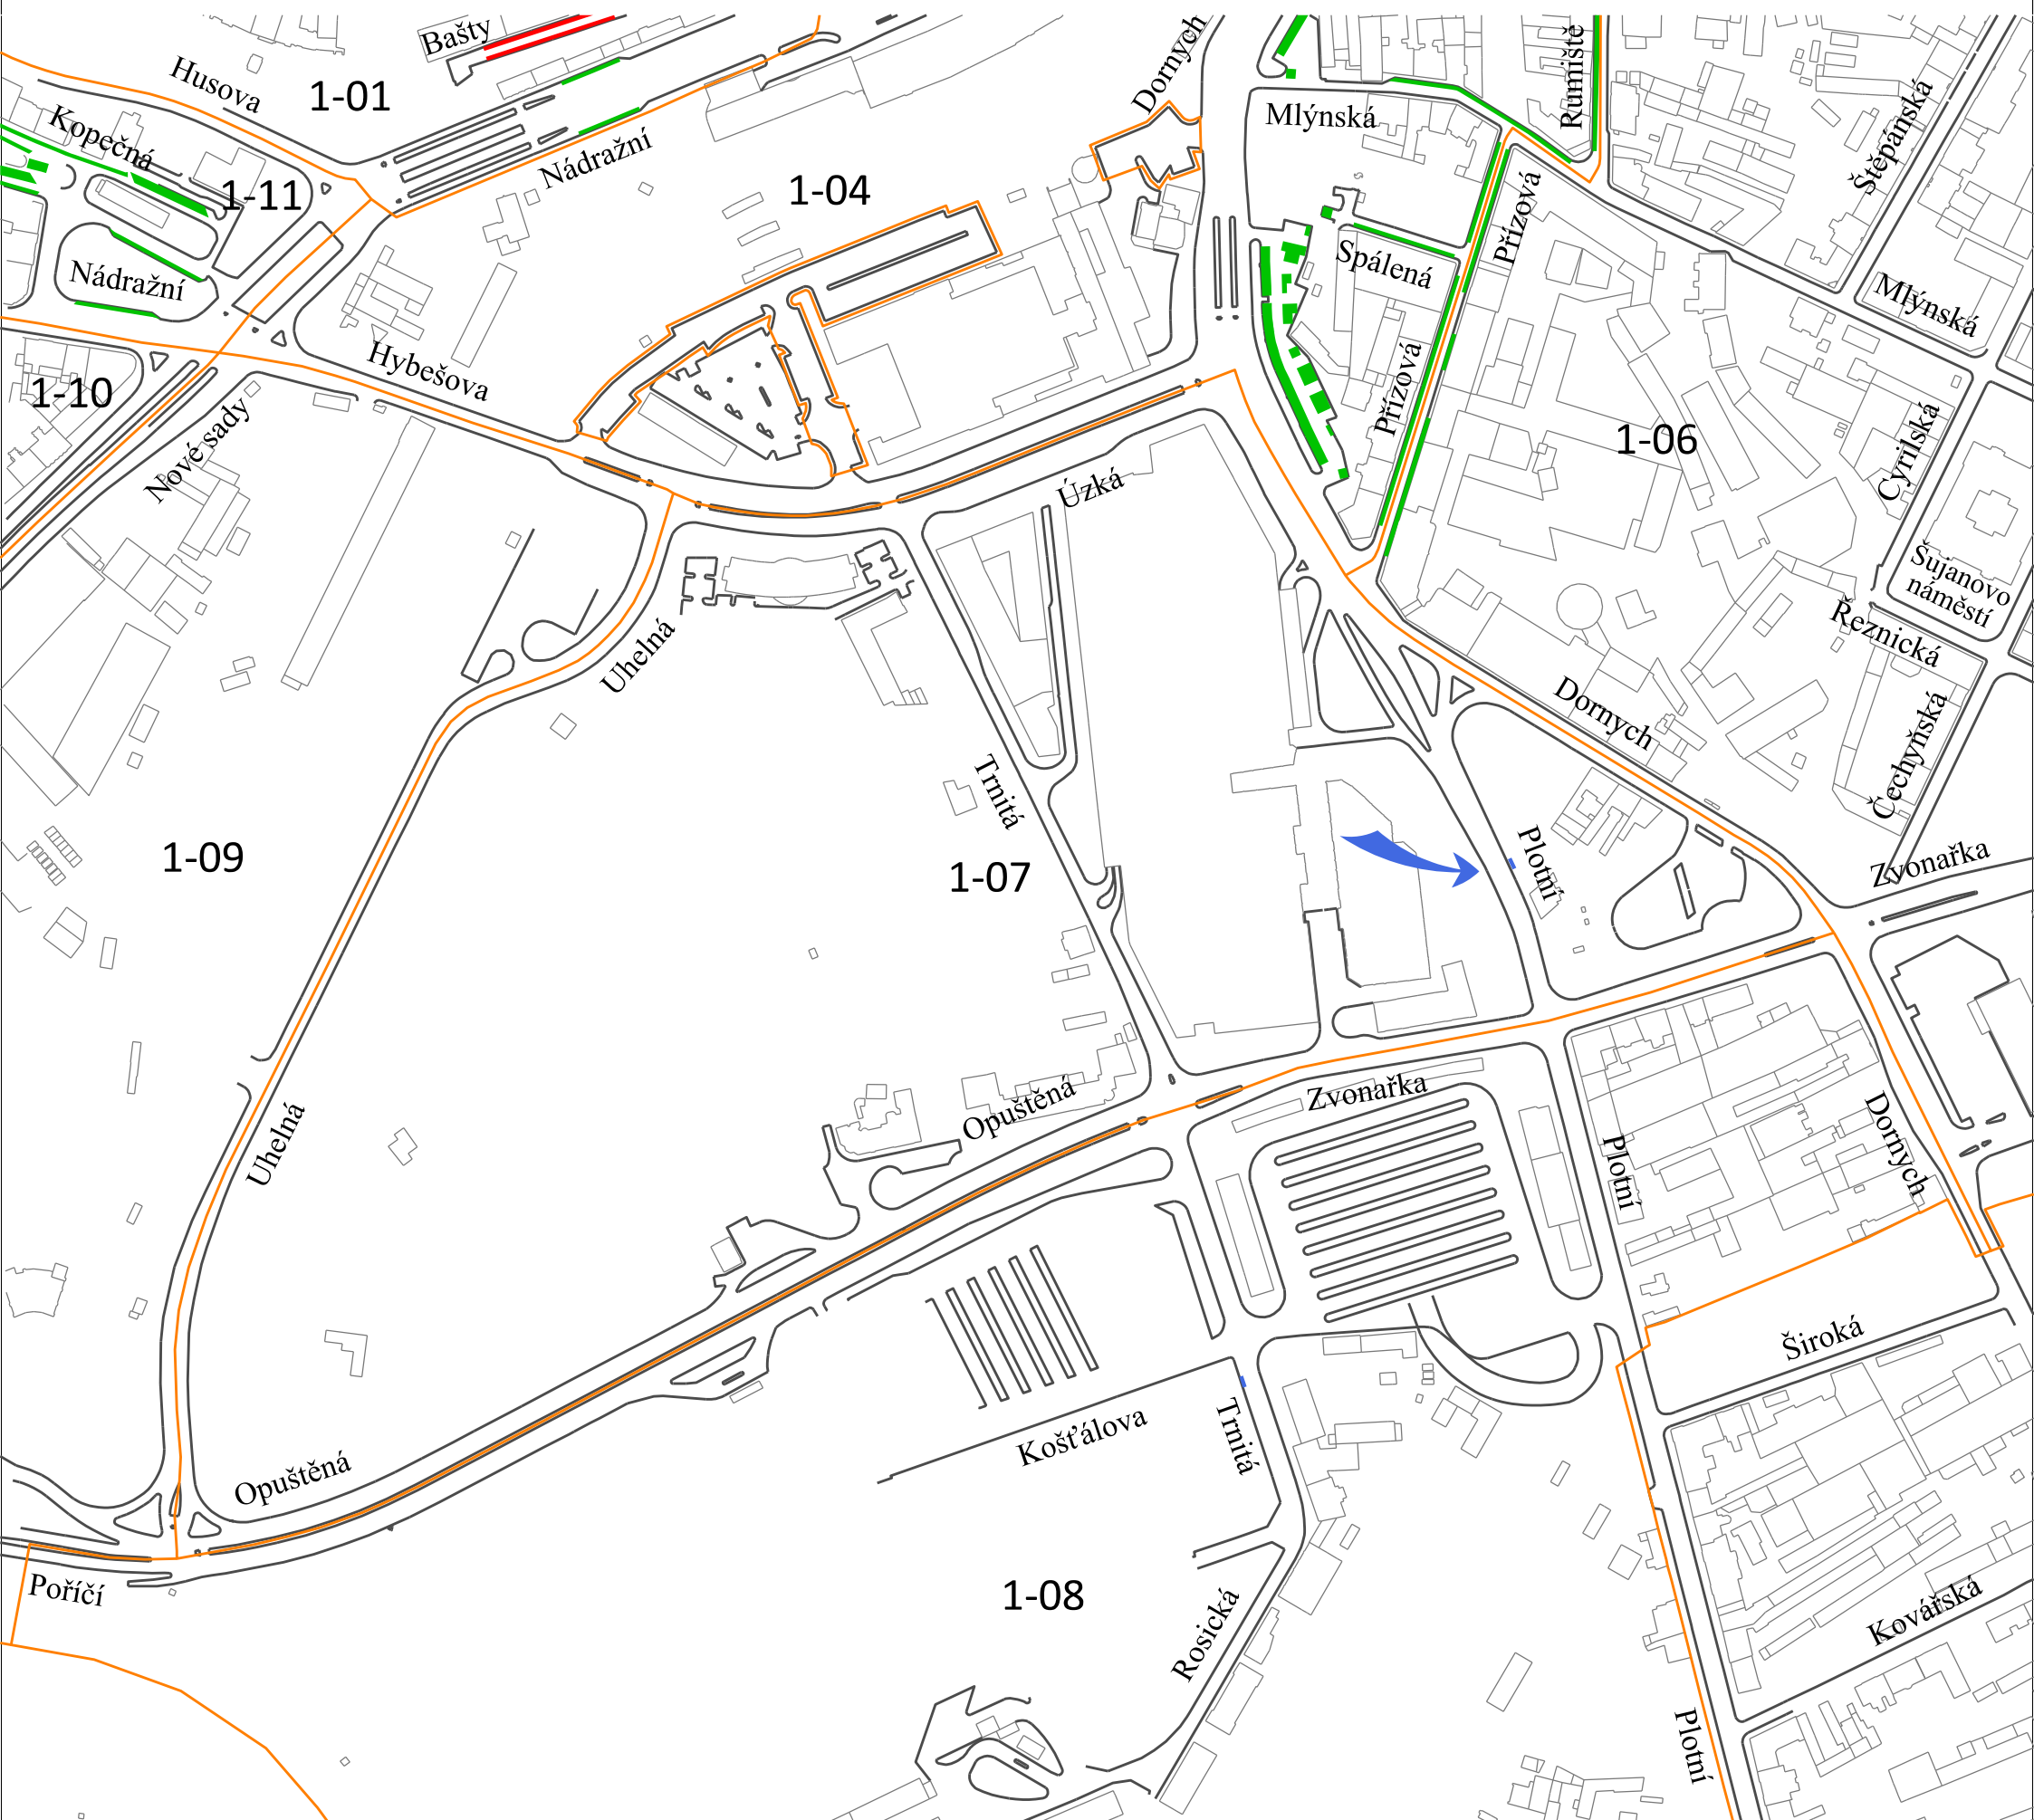 Bašty
Husova
1-01
Dornych
Rumiště
Kopečná
Nádražní
Mlýnská
Štěpánská
1-11
1-04
Přízová
Nádražní
Spálená
Mlýnská
Hybešova
1-10
Přízová
Nové sady
1-06
Cyrilská
Úzká
Šujanovo
náměstí
Uhelná
Řeznická
Dornych
Trnitá
Čechyňská
1-09
1-07
Plotní
Zvonařka
Zvonařka
Opuštěná
Uhelná
Plotní
Dornych
Široká
Košťálova
Trnitá
Opuštěná
Poříčí
1-08
Rosická
Kovářská
Plotní